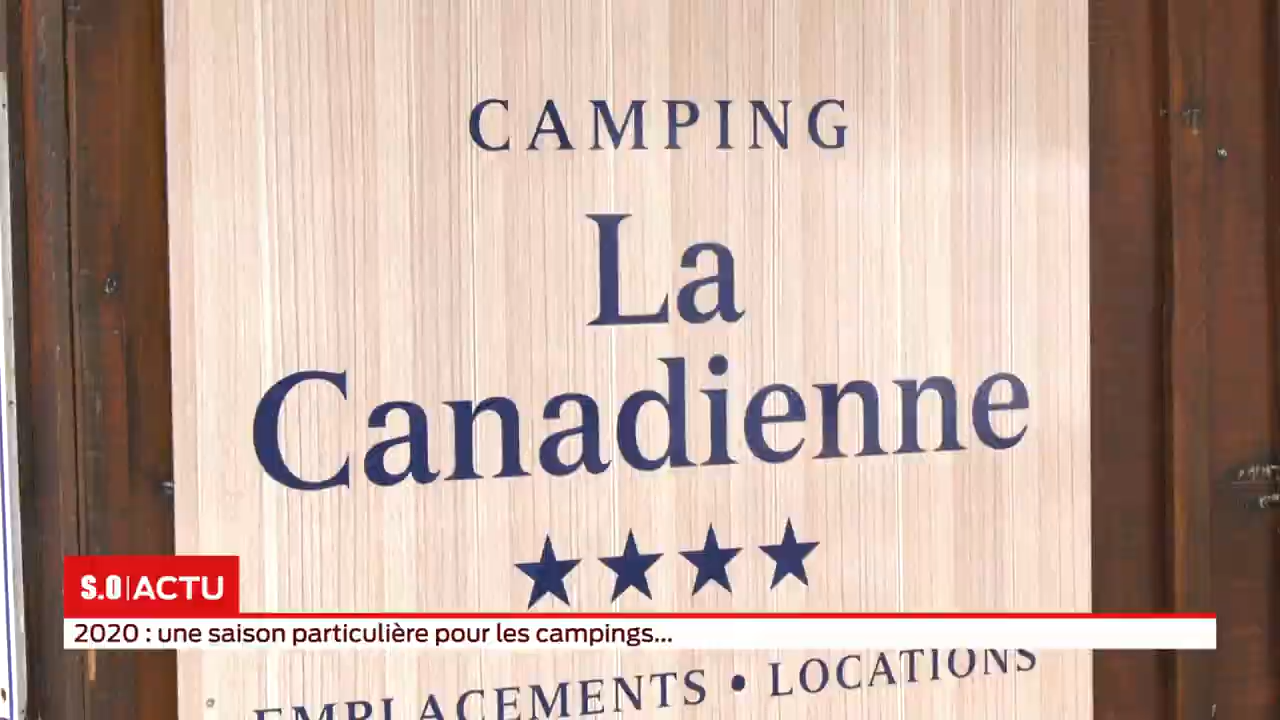 CAMPING
La
Canadienne
S.O|ACTU
2020 : une saison particulière pour les campings...
EMPLACEMENTS • LOCATIONS